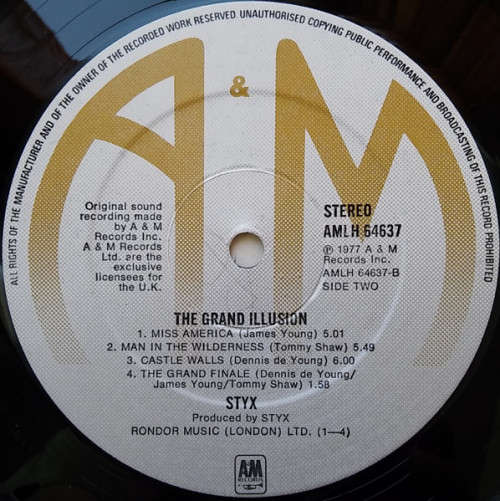 ALL RIGHTS OF THE MANUFACTURER AND OF THE OWNER OF THE RECORDED WORK RESERVED UNAUTHORISED COPYING PUBLIC PERFORMANCE AND BROADCASTING OF THIS RECORD PROHIBITED
A & M
Original sound
recording made
by A & M
Records Inc.
A & M Records
Ltd. are the
exclusive
licensees for
the U.K.
STEREO
AMLH 64637
℗ 1977 A & M
Records Inc.
AMLH 64637-B
SIDE TWO
THE GRAND ILLUSION
1. MISS AMERICA (James Young) 5.01
2. MAN IN THE WILDERNESS (Tommy Shaw) 5.49
3. CASTLE WALLS (Dennis de Young) 6.00
4. THE GRAND FINALE (Dennis de Young/
James Young/Tommy Shaw) 1.58
STYX
Produced by STYX
RONDOR MUSIC (LONDON) LTD. (1—4)
A&M
RECORDS